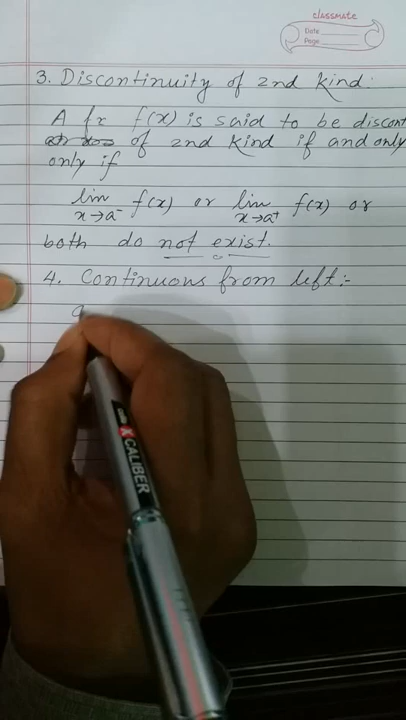 classmate
Date
Page
3. Discontinuity of 2nd Kind:
A fx f(x) is said to be discont
of 2nd Kind if and only
only if
lim f(x) or lim f(x) or
x→a⁻ x→a⁺
both do not exist.
4. Continuous from left:-
CALIBER